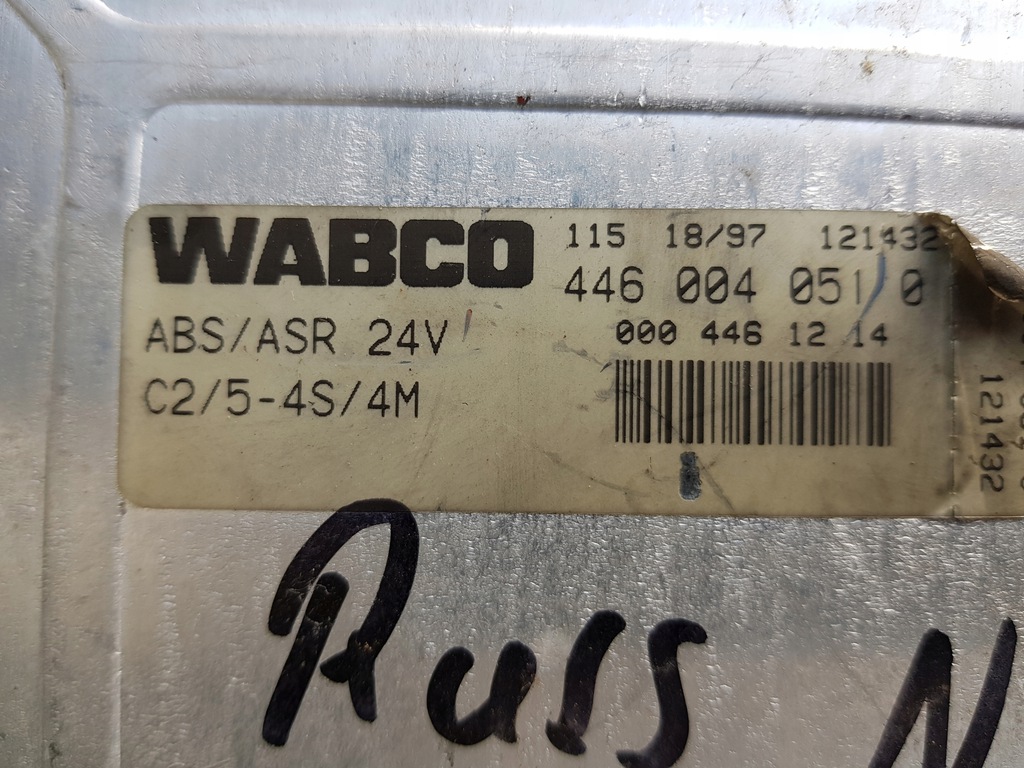 WABCO
115 18/97 121432
446 004 051 0
ABS/ASR 24V
000 446 12 14
C2/5-4S/4M
121432